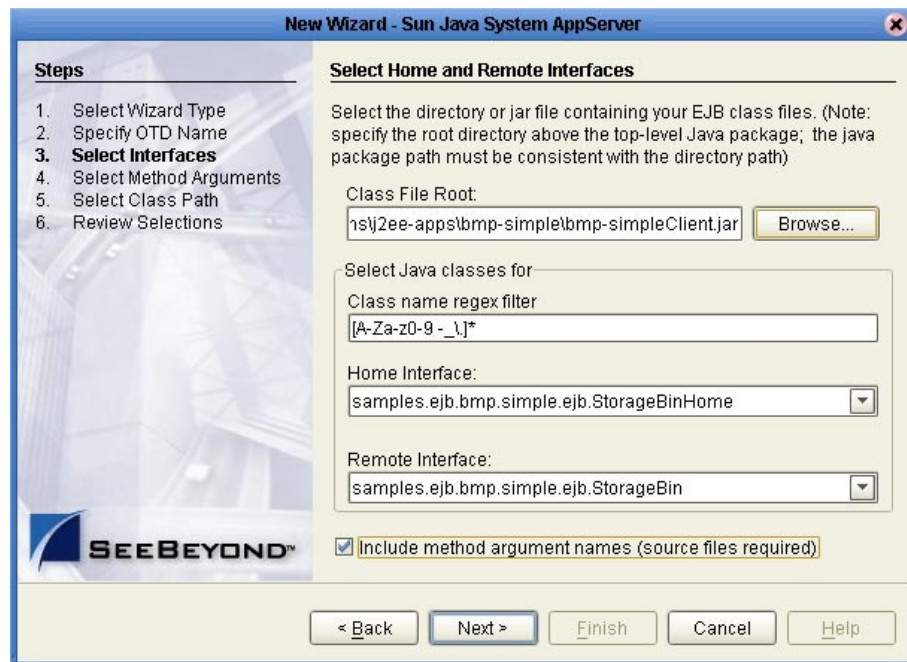 New Wizard - Sun Java System AppServer
Steps
1. Select Wizard Type
2. Specify OTD Name
3. Select Interfaces
4. Select Method Arguments
5. Select Class Path
6. Review Selections
Select Home and Remote Interfaces
Select the directory or jar file containing your EJB class files. (Note:
specify the root directory above the top-level Java package; the java
package path must be consistent with the directory path)
Class File Root:
ns\j2ee-apps\bmp-simple\bmp-simpleClient.jar
Browse...
Select Java classes for
Class name regex filter
[A-Za-z0-9 -_\.]*
Home Interface:
samples.ejb.bmp.simple.ejb.StorageBinHome
Remote Interface:
samples.ejb.bmp.simple.ejb.StorageBin
Include method argument names (source files required)
SEEBEYOND™
< Back
Next >
Finish
Cancel
Help